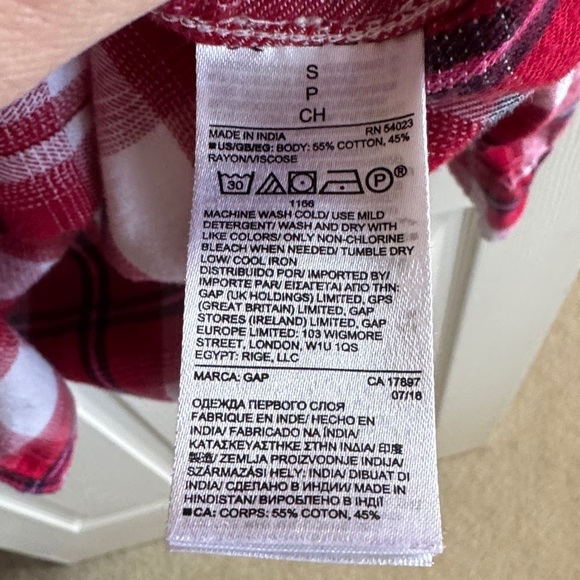 S
P
CH
MADE IN INDIA RN 54023
■US/GB/EG: BODY: 55% COTTON, 45%
RAYON/VISCOSE
30 P®
1166
MACHINE WASH COLD/ USE MILD
DETERGENT/ WASH AND DRY WITH
LIKE COLORS/ ONLY NON-CHLORINE
BLEACH WHEN NEEDED/ TUMBLE DRY
LOW/ COOL IRON
DISTRIBUIDO POR/ IMPORTED BY/
IMPORTE PAR/ ΕΙΣΑΓΕΤΑΙ ΑΠΟ ΤΗΝ:
GAP (UK HOLDINGS) LIMITED, GPS
(GREAT BRITAIN) LIMITED, GAP
STORES (IRELAND) LIMITED, GAP
EUROPE LIMITED: 103 WIGMORE
STREET, LONDON, W1U 1QS
EGYPT: RIGE, LLC
MARCA: GAP CA 17897
07/18
ОДЕЖДА ПЕРВОГО СЛОЯ
FABRIQUE EN INDE/ HECHO EN
INDIA/ FABRICADO NA ÍNDIA/
ΚΑΤΑΣΚΕΥΑΣΤΗΚΕ ΣΤΗΝ ΙΝΔΙΑ/ 印度
製造/ ZEMLJA PROIZVODNJE INDIJA/
SZÁRMAZÁSI HELY: INDIA/ DIBUAT DI
INDIA/ СДЕЛАНО В ИНДИИ/ MADE IN
HINDISTAN/ ВИРОБЛЕНО В ІНДІЇ
■CA: CORPS: 55% COTTON, 45%